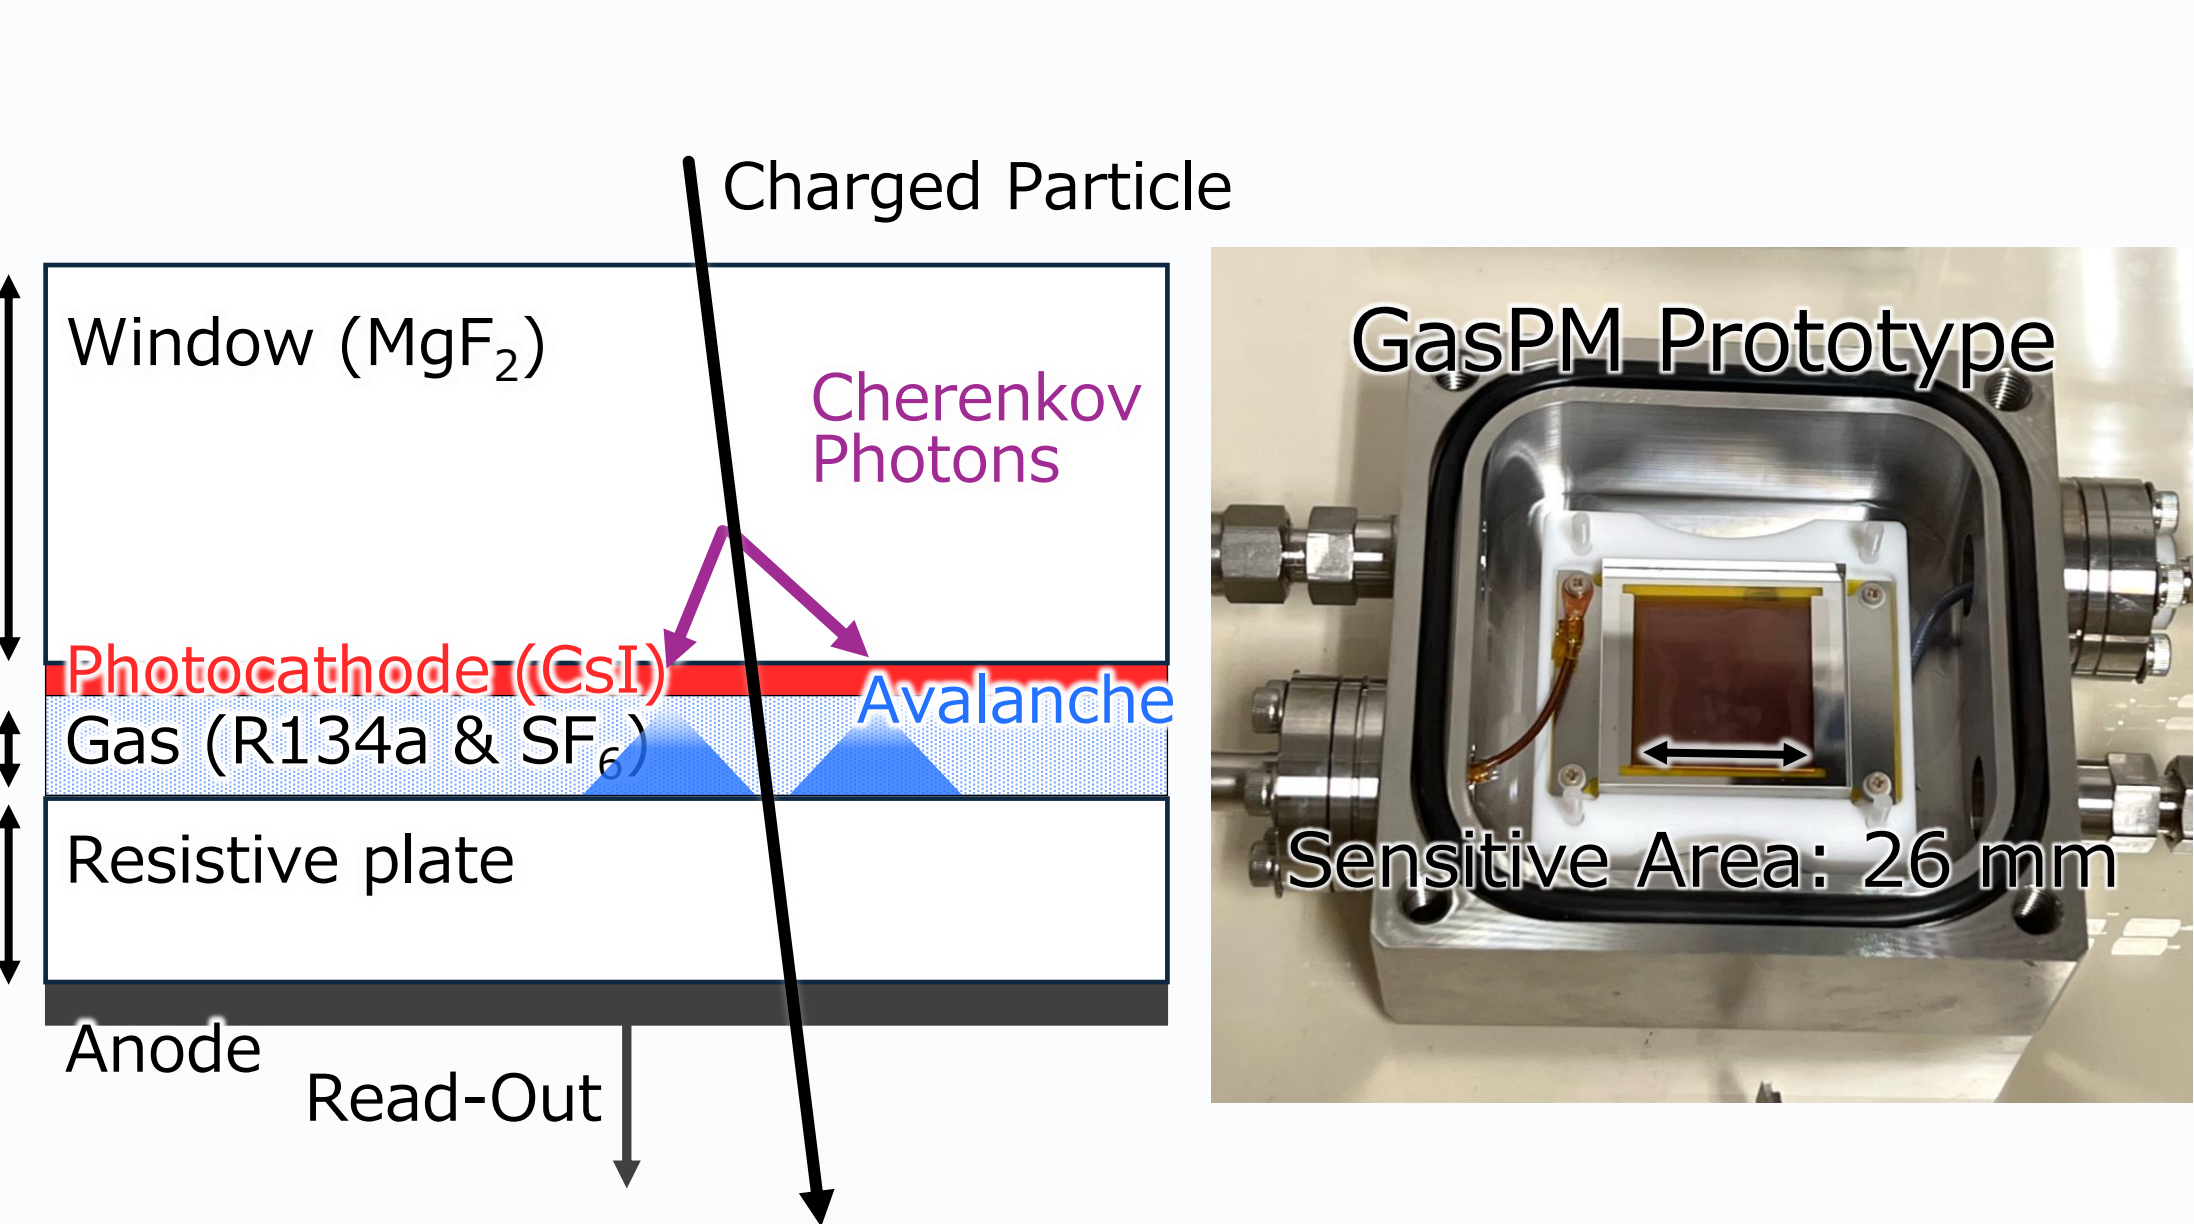 Charged Particle
Window (MgF₂)
Cherenkov
Photons
Photocathode (CsI)
Avalanche
Gas (R134a & SF₆)
Resistive plate
Anode
Read-Out
GasPM Prototype
Sensitive Area: 26 mm